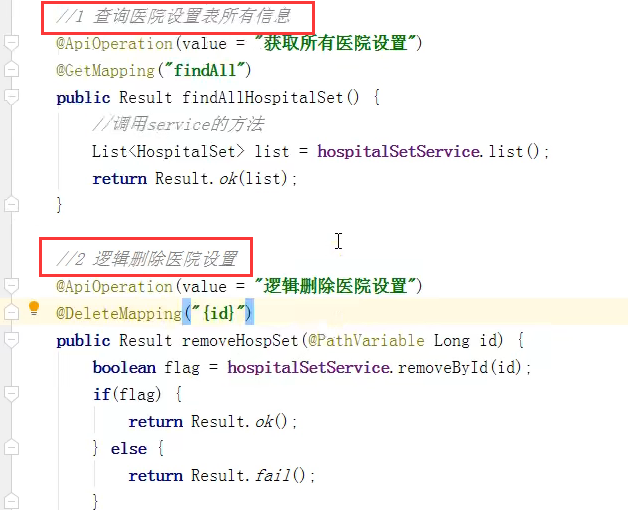 //1 查询医院设置表所有信息
@ApiOperation(value = "获取所有医院设置")
@GetMapping("findAll")
public Result findAllHospitalSet() {
//调用service的方法
List<HospitalSet> list = hospitalSetService.list();
return Result.ok(list);
}
//2 逻辑删除医院设置
@ApiOperation(value = "逻辑删除医院设置")
@DeleteMapping("{id}")
public Result removeHospSet(@PathVariable Long id) {
boolean flag = hospitalSetService.removeById(id);
if(flag) {
return Result.ok();
} else {
return Result.fail();
}